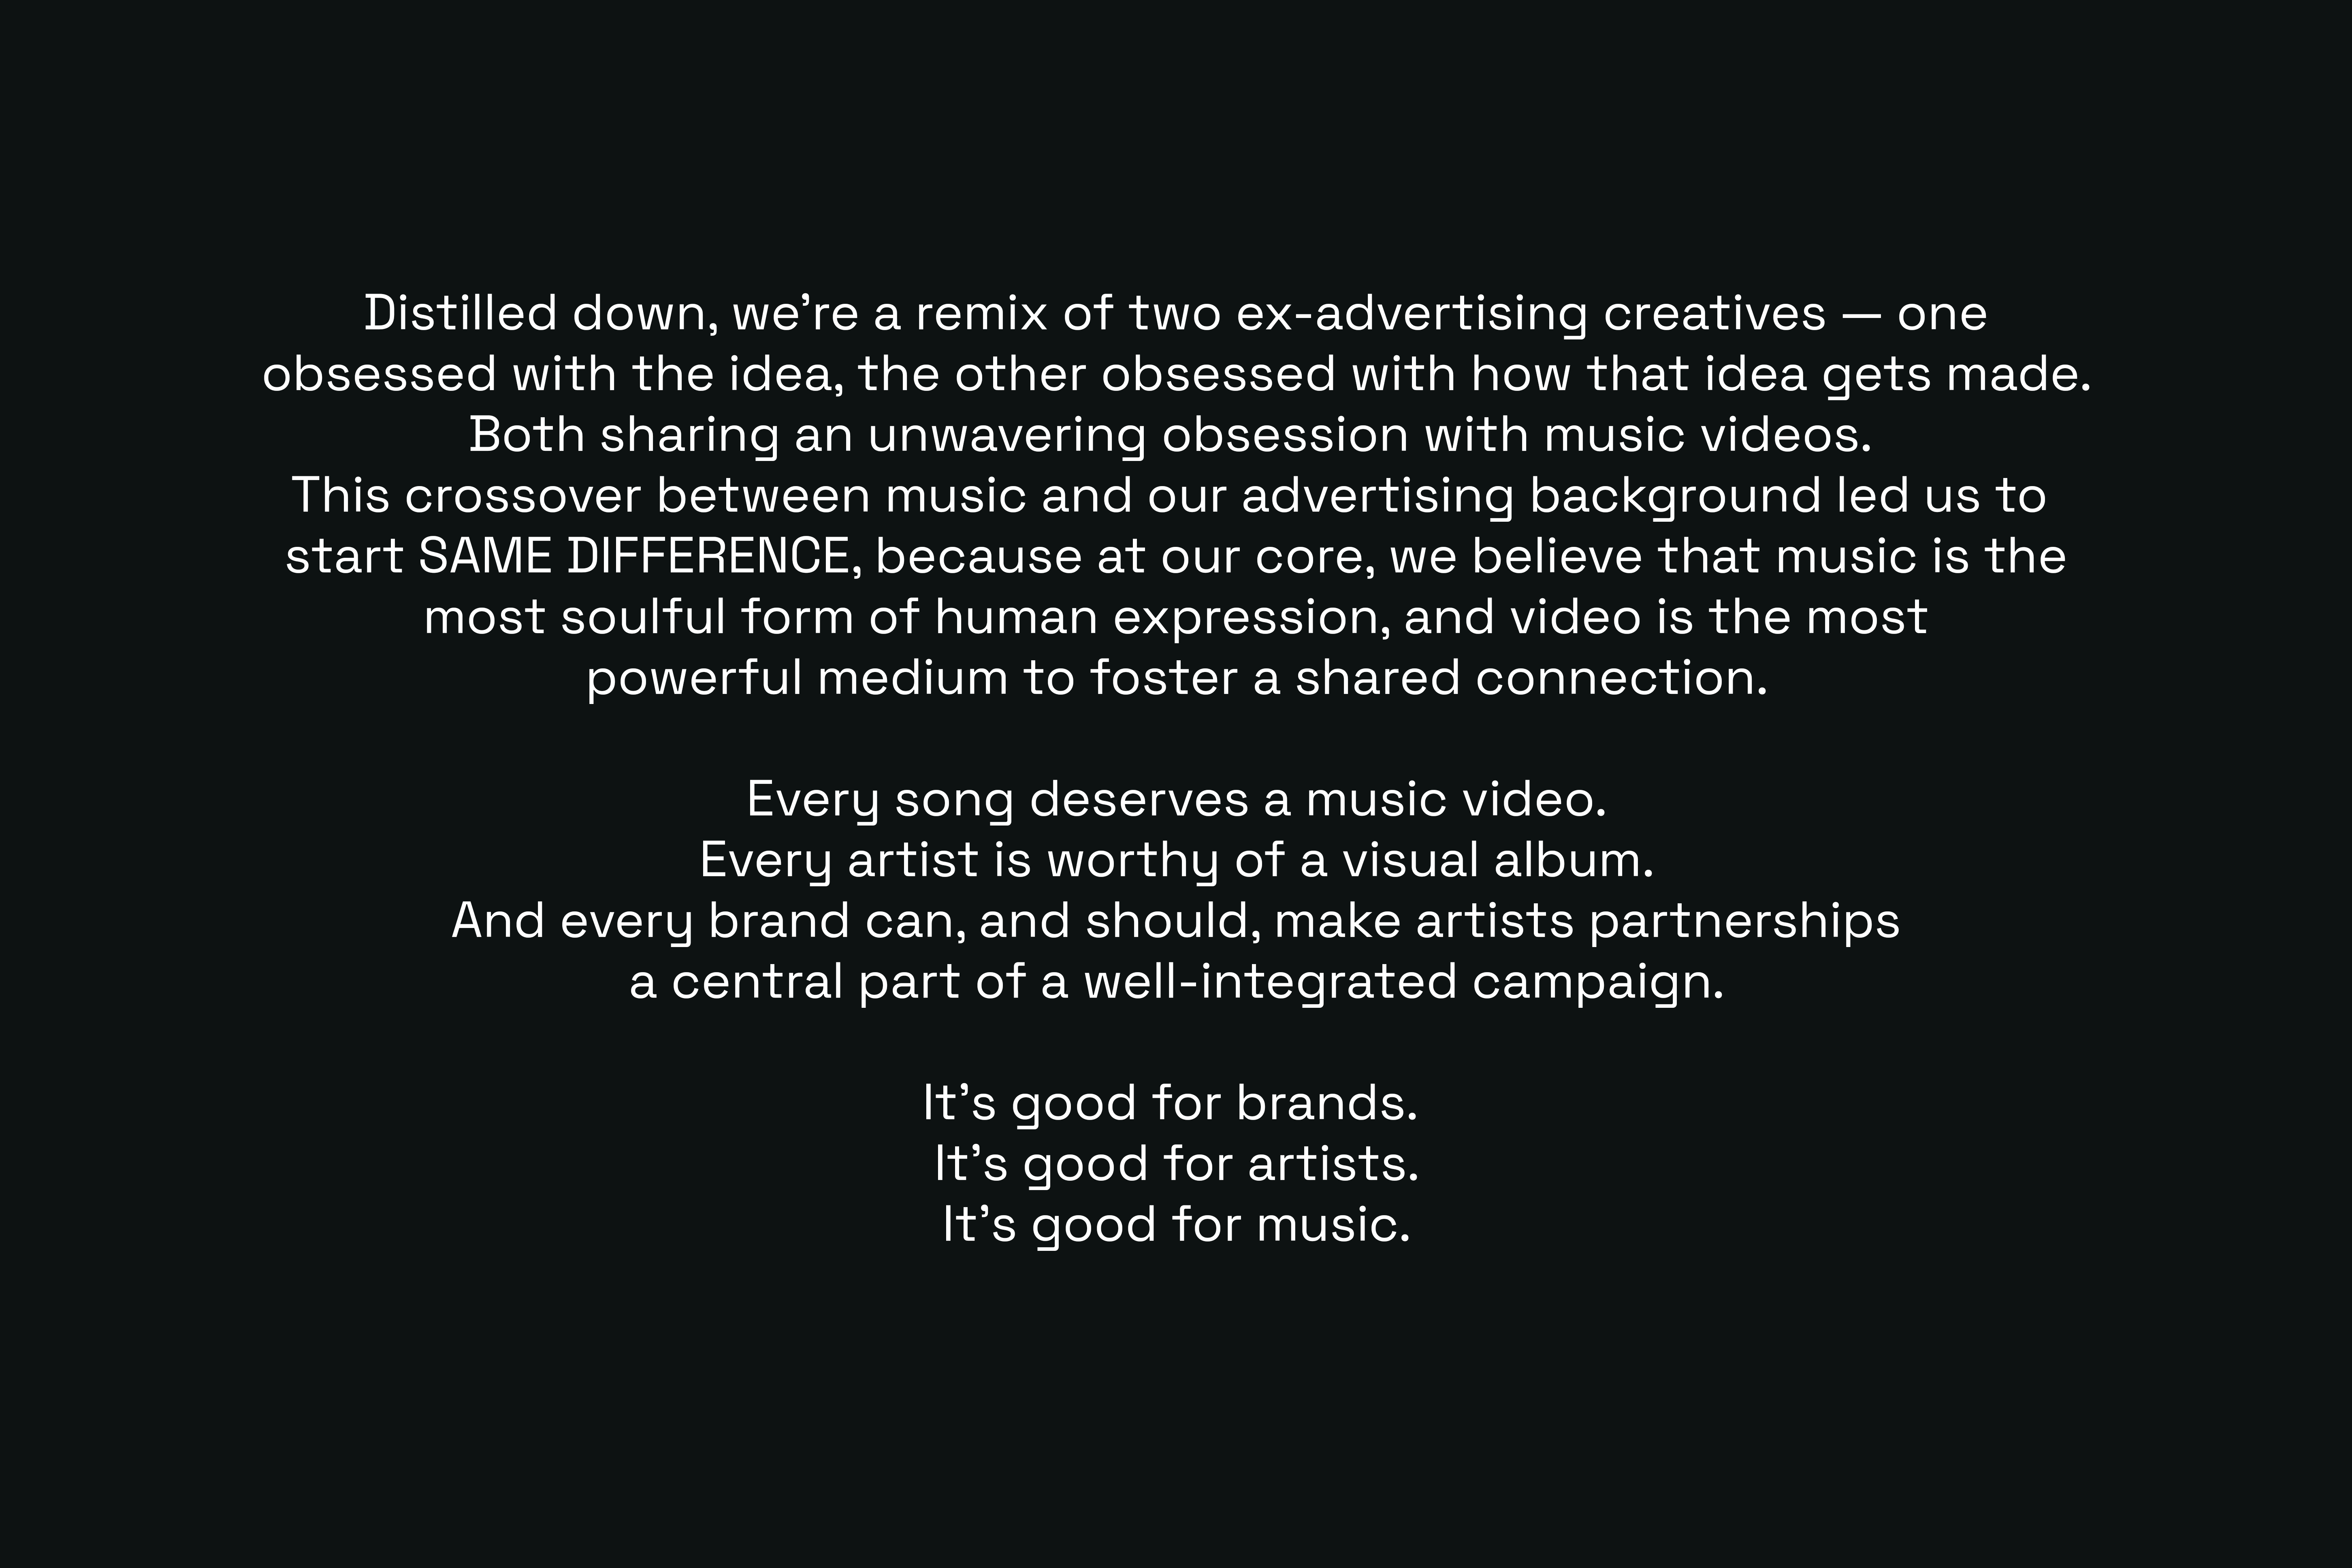 Distilled down, we’re a remix of two ex-advertising creatives — one
obsessed with the idea, the other obsessed with how that idea gets made.
Both sharing an unwavering obsession with music videos.
This crossover between music and our advertising background led us to
start SAME DIFFERENCE, because at our core, we believe that music is the
most soulful form of human expression, and video is the most
powerful medium to foster a shared connection.
Every song deserves a music video.
Every artist is worthy of a visual album.
And every brand can, and should, make artists partnerships
a central part of a well-integrated campaign.
It’s good for brands.
It’s good for artists.
It’s good for music.